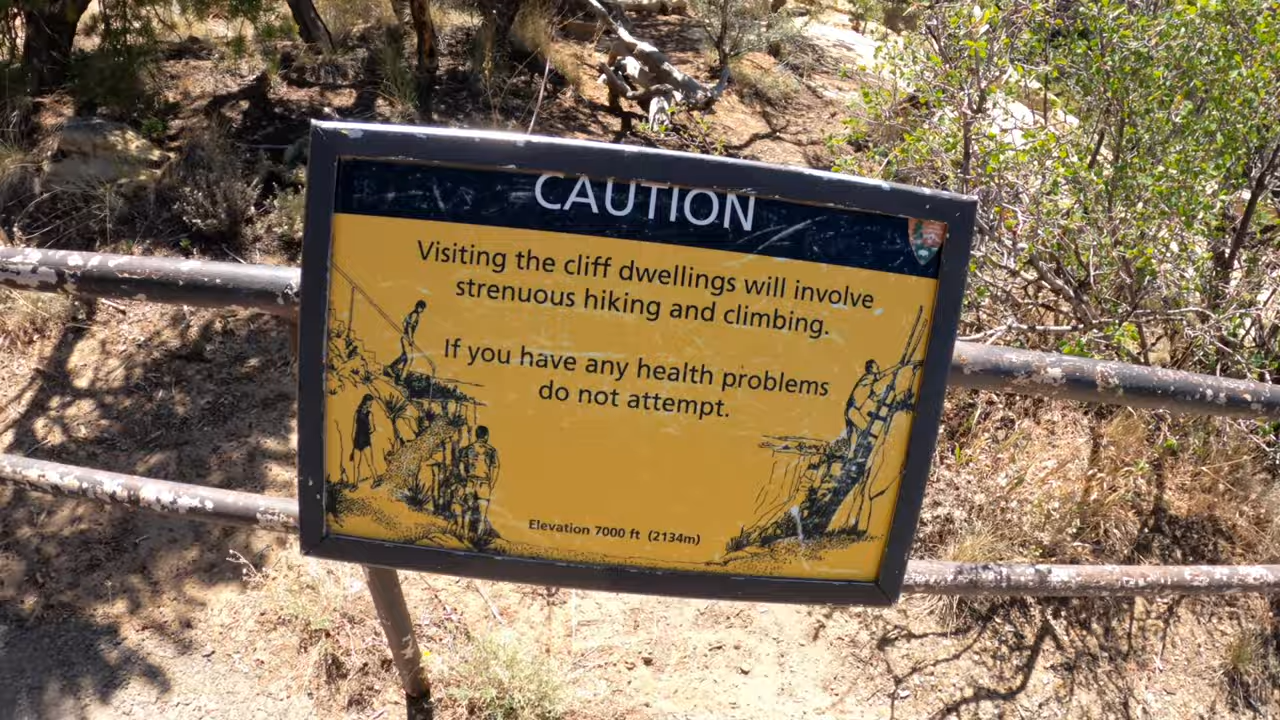 CAUTION
Visiting the cliff dwellings will involve
strenuous hiking and climbing.
If you have any health problems
do not attempt.
Elevation 7000 ft (2134m)